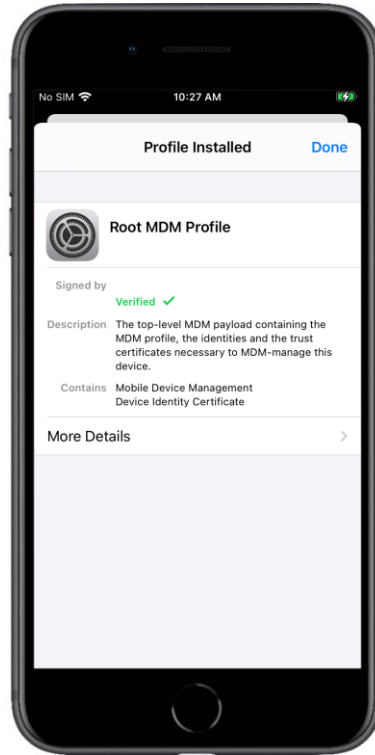 No SIM 10:27 AM
Profile Installed Done
Root MDM Profile
Signed by
Verified
Description The top-level MDM payload containing the
MDM profile, the identities and the trust
certificates necessary to MDM-manage this
device.
Contains Mobile Device Management
Device Identity Certificate
More Details